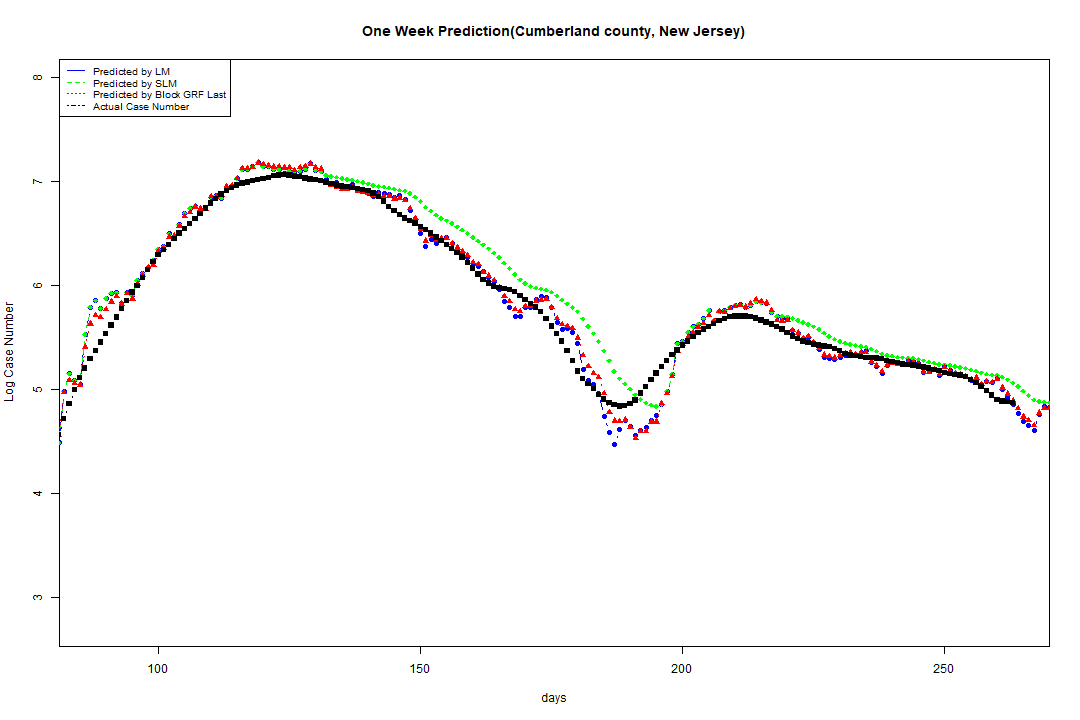 One Week Prediction(Cumberland county, New Jersey)
Predicted by LM
Predicted by SLM
Predicted by Block GRF Last
Actual Case Number
8
7
6
5
4
3
Log Case Number
100 150 200 250
days